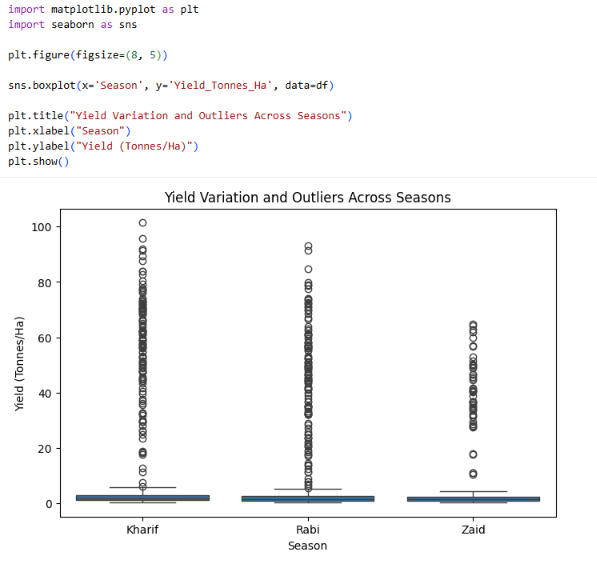 import matplotlib.pyplot as plt
import seaborn as sns
plt.figure(figsize=(8, 5))
sns.boxplot(x='Season', y='Yield_Tonnes_Ha', data=df)
plt.title("Yield Variation and Outliers Across Seasons")
plt.xlabel("Season")
plt.ylabel("Yield (Tonnes/Ha)")
plt.show()
Yield Variation and Outliers Across Seasons
100
80
60
40
20
0
Yield (Tonnes/Ha)
Kharif Rabi Zaid
Season